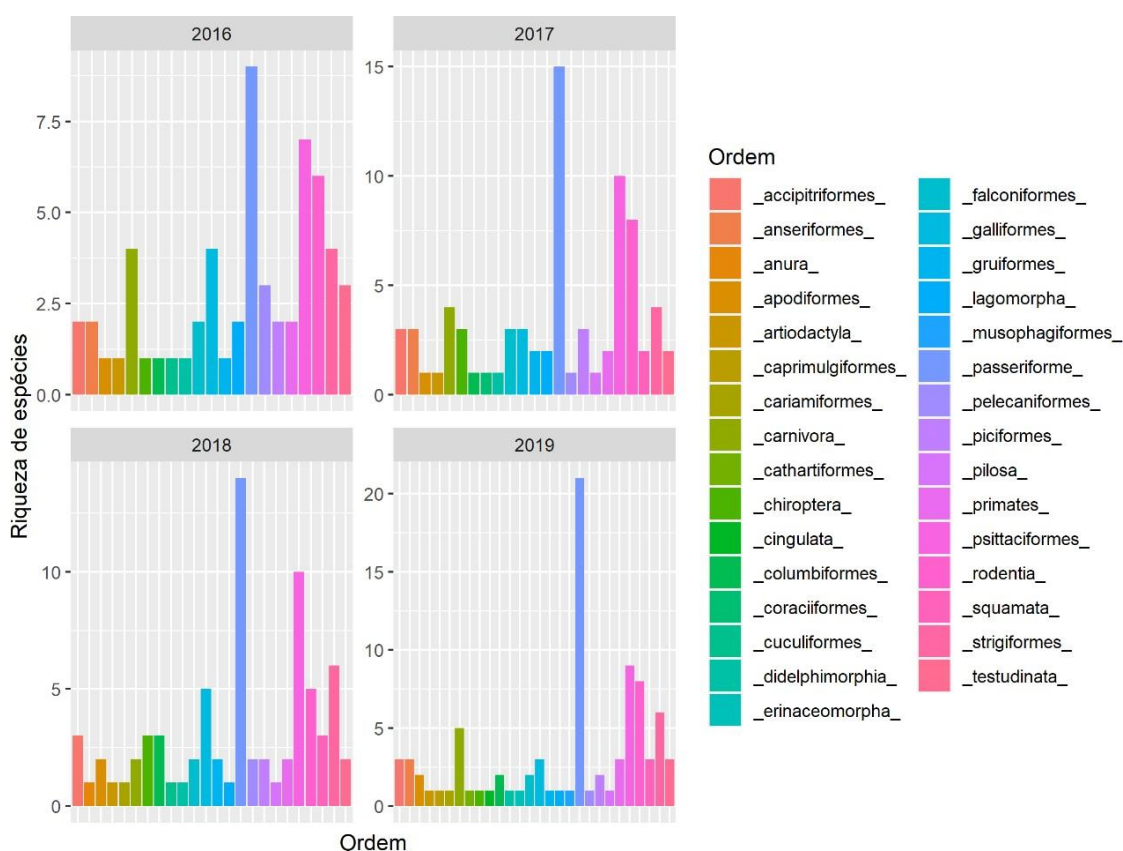 2016
2017
7.5
5.0
2.5
0.0
15
10
5
0
2018
2019
10
5
0
20
15
10
5
0
Riqueza de espécies
Ordem
Ordem
_accipitriformes_
_anseriformes_
_anura_
_apodiformes_
_artiodactyla_
_caprimulgiformes_
_cariamiformes_
_carnivora_
_cathartiformes_
_chiroptera_
_cingulata_
_columbiformes_
_coraciiformes_
_cuculiformes_
_didelphimorphia_
_erinaceomorpha_
_falconiformes_
_galliformes_
_gruiformes_
_lagomorpha_
_musophagiformes_
_passeriforme_
_pelecaniformes_
_piciformes_
_pilosa_
_primates_
_psittaciformes_
_rodentia_
_squamata_
_strigiformes_
_testudinata_